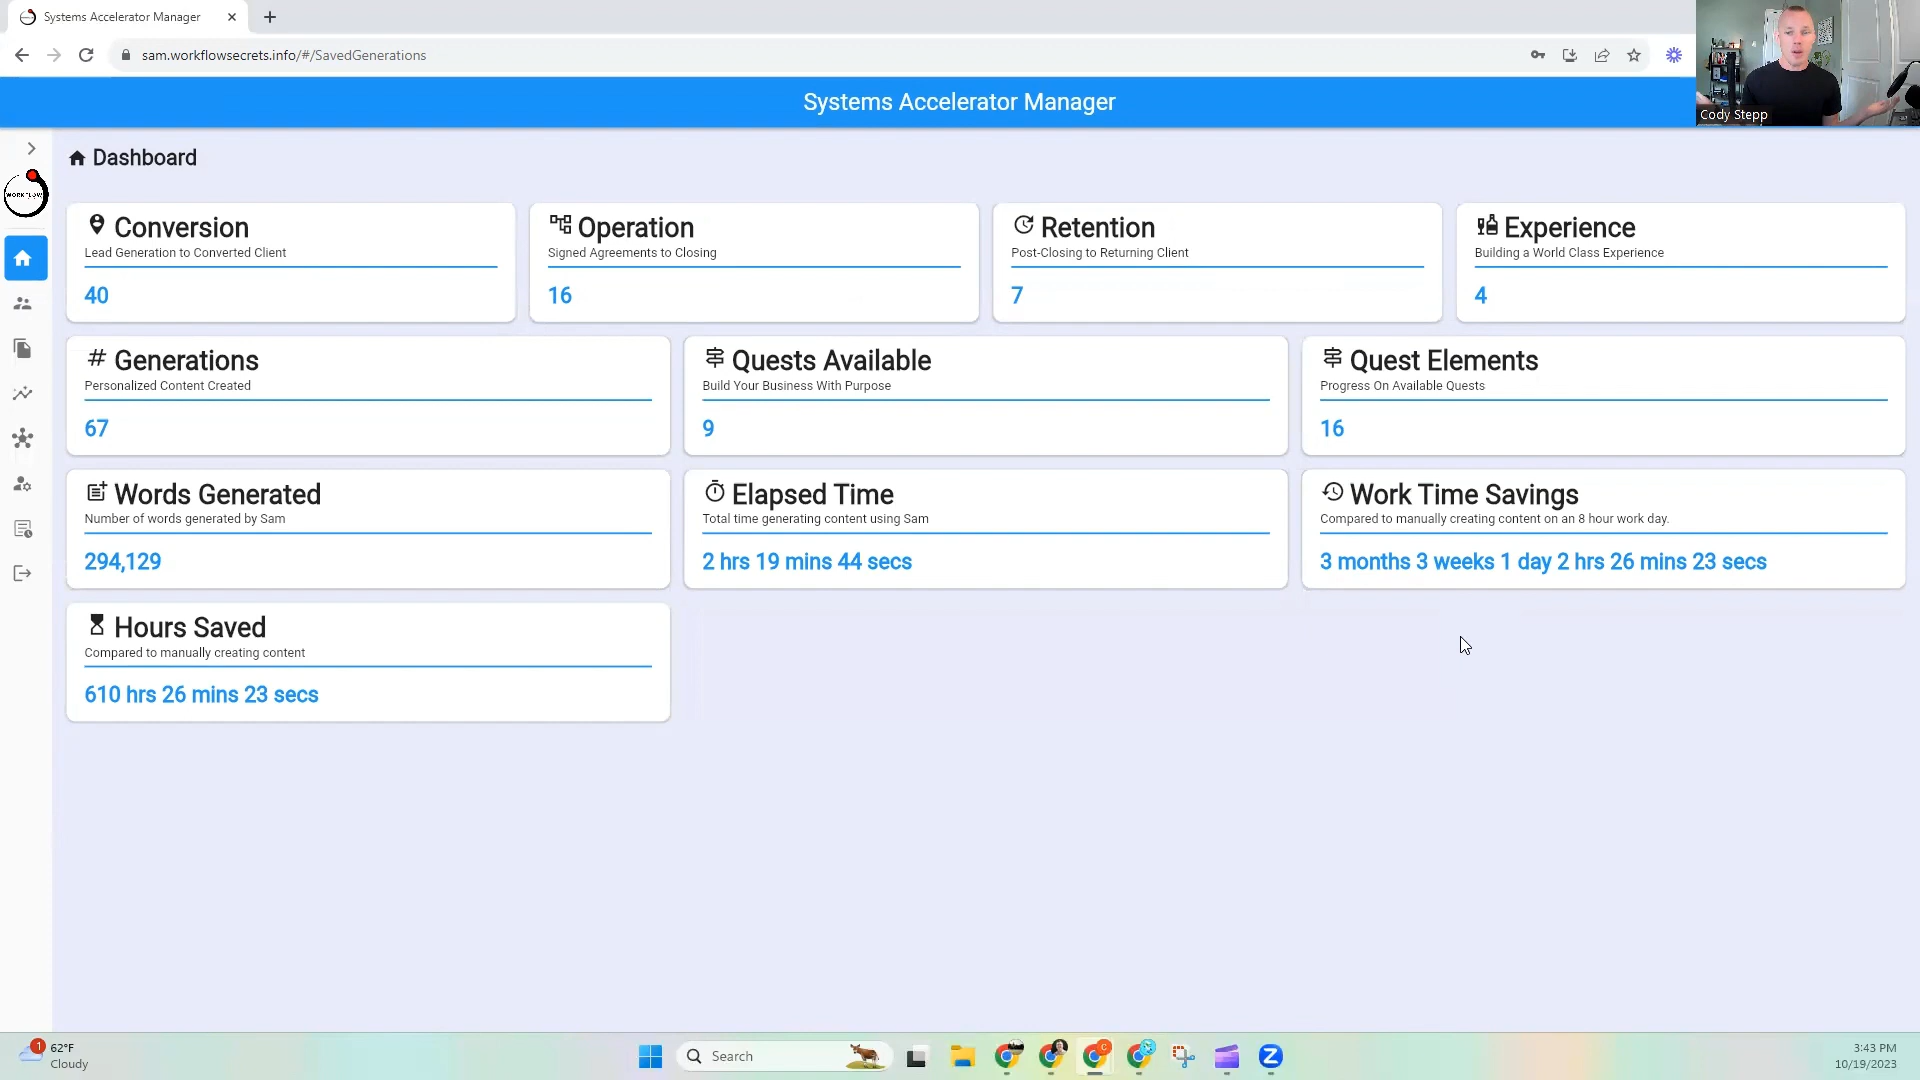 Systems Accelerator Manager
sam.workflowsecrets.info/#/SavedGenerations
Systems Accelerator Manager
Cody Stepp
WORKFLOW
Dashboard
Conversion
Lead Generation to Converted Client
40
Operation
Signed Agreements to Closing
16
Retention
Post-Closing to Returning Client
7
Experience
Building a World Class Experience
4
Generations
Personalized Content Created
67
Quests Available
Build Your Business With Purpose
9
Quest Elements
Progress On Available Quests
16
Words Generated
Number of words generated by Sam
294,129
Elapsed Time
Total time generating content using Sam
2 hrs 19 mins 44 secs
Work Time Savings
Compared to manually creating content on an 8 hour work day.
3 months 3 weeks 1 day 2 hrs 26 mins 23 secs
Hours Saved
Compared to manually creating content
610 hrs 26 mins 23 secs
1
62°F
Cloudy
Search
C
Z
3:43 PM
10/19/2023